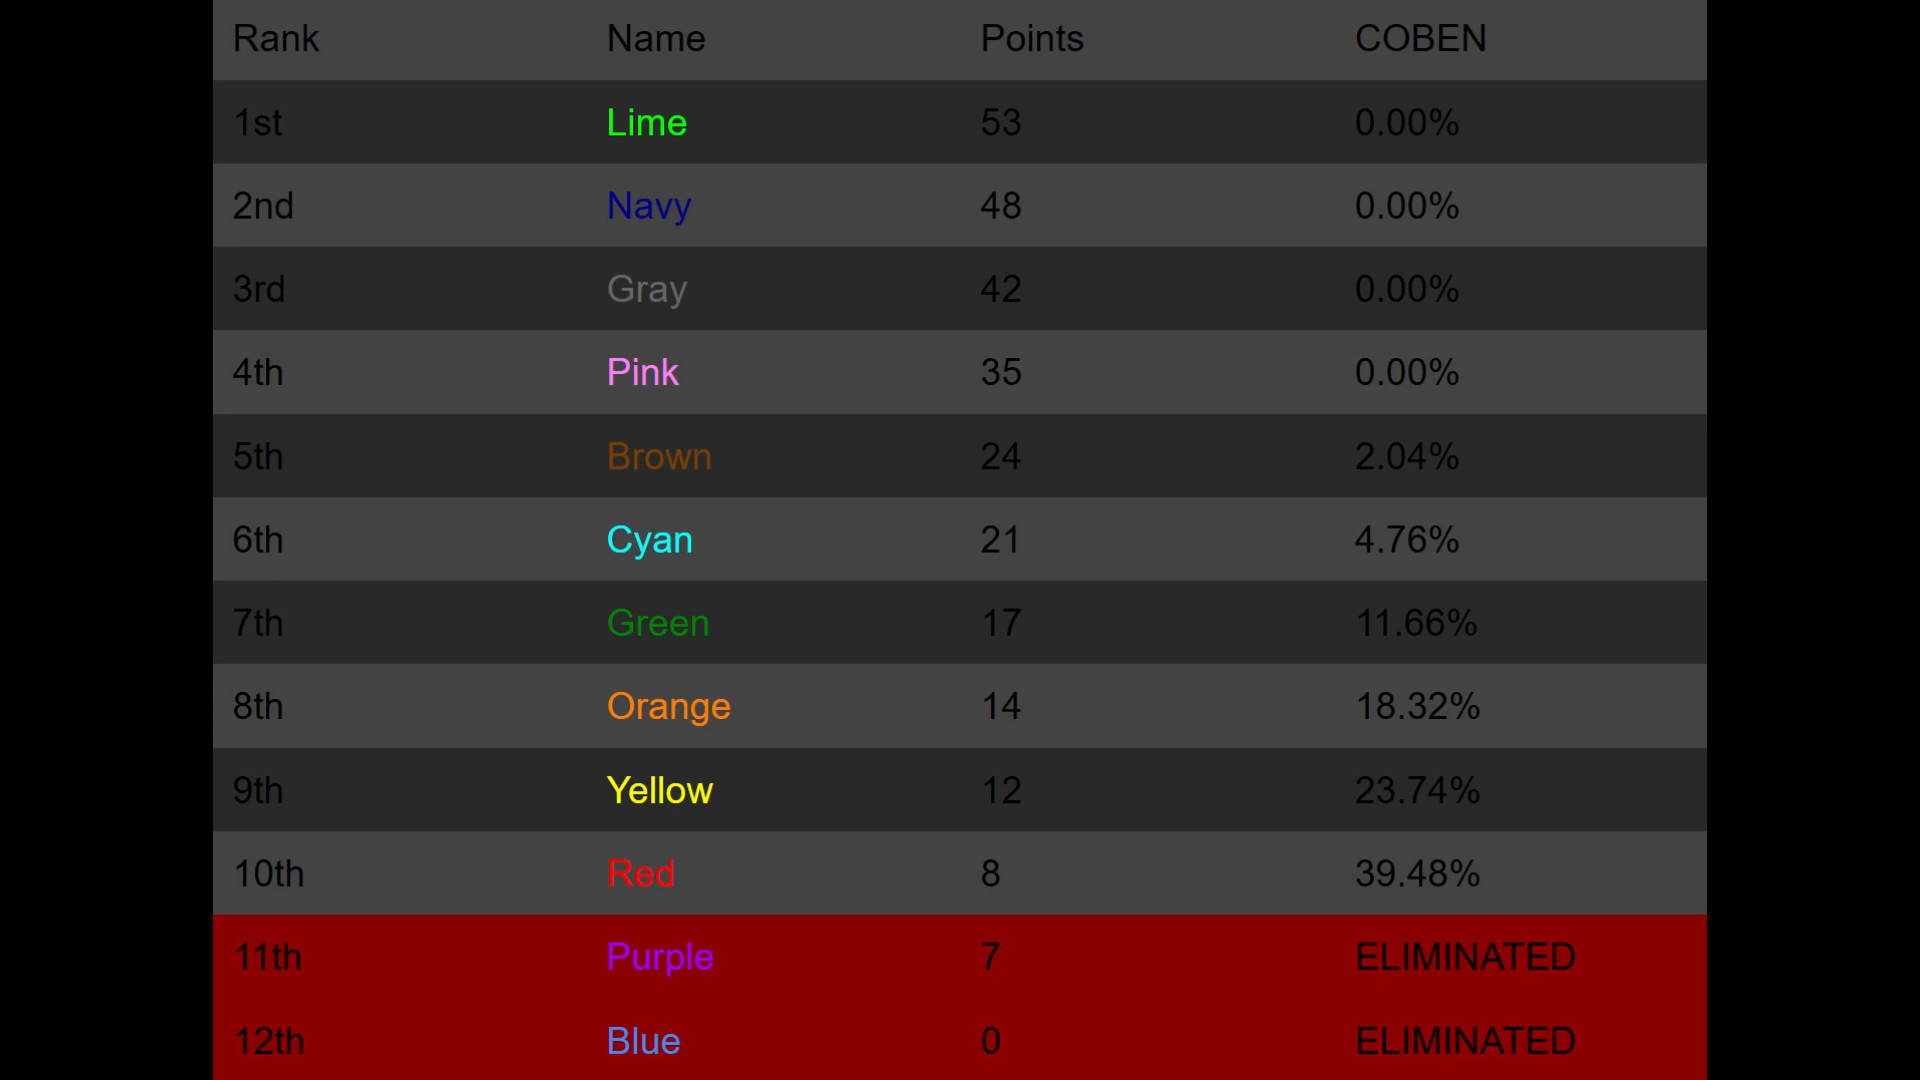 Rank Name Points COBEN
1st Lime 53 0.00%
2nd Navy 48 0.00%
3rd Gray 42 0.00%
4th Pink 35 0.00%
5th Brown 24 2.04%
6th Cyan 21 4.76%
7th Green 17 11.66%
8th Orange 14 18.32%
9th Yellow 12 23.74%
10th Red 8 39.48%
11th Purple 7 ELIMINATED
12th Blue 0 ELIMINATED